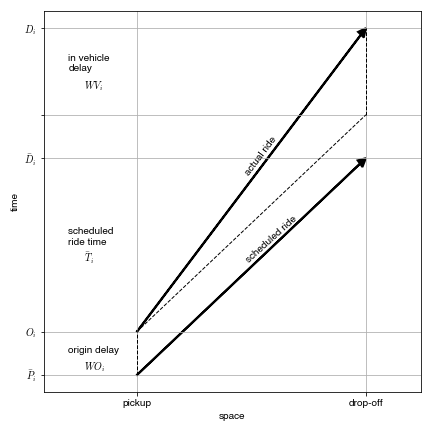 D_i
in vehicle
delay
WV_i
D̃_i
actual ride
time
scheduled ride
scheduled
ride time
T̃_i
O_i
origin delay
WO_i
P̃_i
pickup
drop-off
space